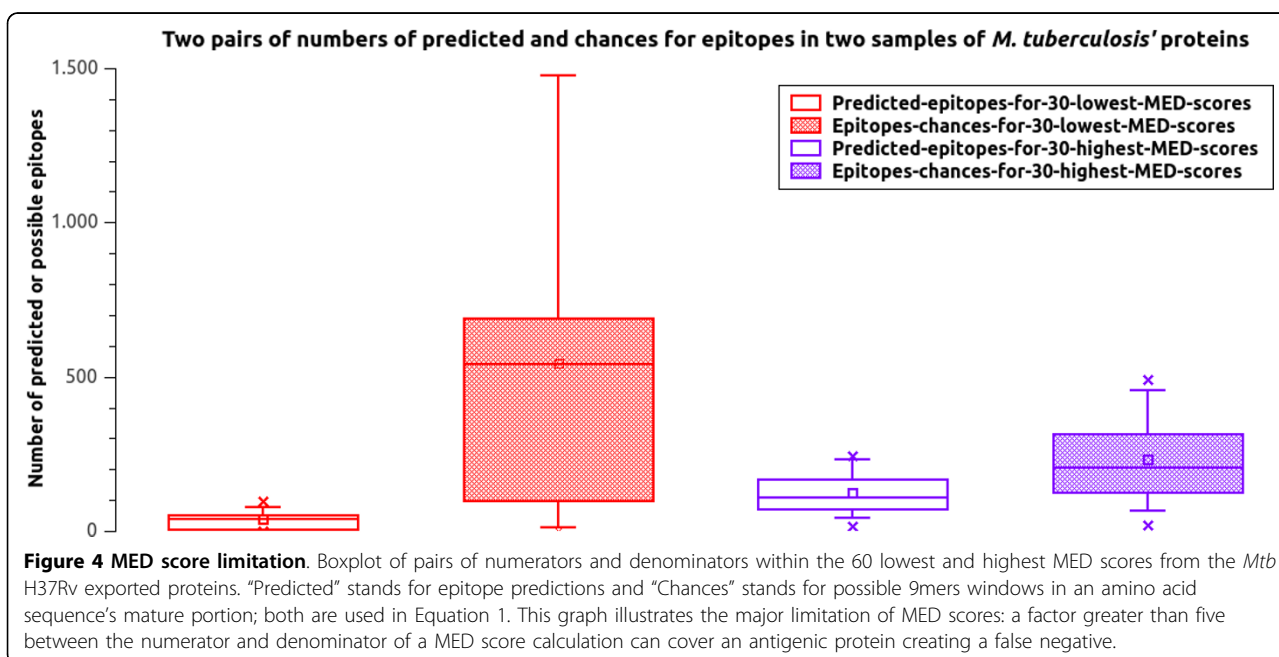 Two pairs of numbers of predicted and chances for epitopes in two samples of M. tuberculosis' proteins
Number of predicted or possible epitopes
1.500
1.000
500
0
Predicted-epitopes-for-30-lowest-MED-scores
Epitopes-chances-for-30-lowest-MED-scores
Predicted-epitopes-for-30-highest-MED-scores
Epitopes-chances-for-30-highest-MED-scores
Figure 4 MED score limitation. Boxplot of pairs of numerators and denominators within the 60 lowest and highest MED scores from the Mtb
H37Rv exported proteins. “Predicted” stands for epitope predictions and “Chances” stands for possible 9mers windows in an amino acid
sequence’s mature portion; both are used in Equation 1. This graph illustrates the major limitation of MED scores: a factor greater than five
between the numerator and denominator of a MED score calculation can cover an antigenic protein creating a false negative.